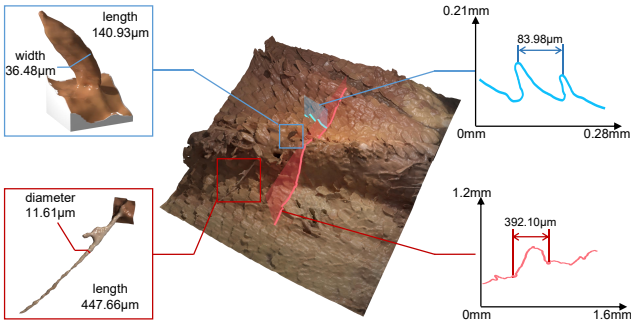 length
140.93μm
width
36.48μm
diameter
11.61μm
length
447.66μm
0.21mm
83.98μm
0mm
0.28mm
1.2mm
392.10μm
0mm
1.6mm